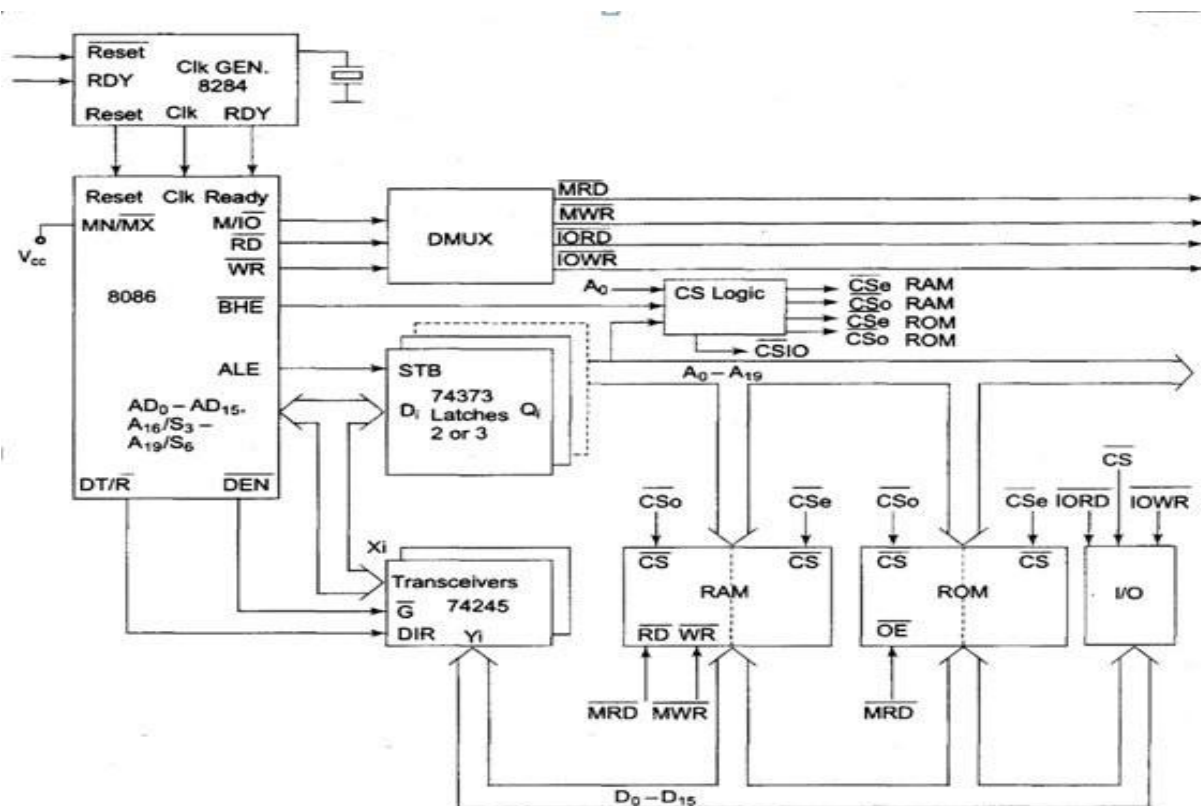 Reset
RDY
Clk GEN.
8284
Reset Clk RDY
Reset Clk Ready
MN/MX
Vcc
8086
M/IO
RD
WR
BHE
ALE
AD0 – AD15,
A16/S3 –
A19/S6
DT/R
DEN
DMUX
MRD
MWR
IORD
IOWR
A0
CS Logic
CSe RAM
CSo RAM
CSe ROM
CSo ROM
CSIO
A0 – A19
STB
74373
Di Latches Qi
2 or 3
Xi
Transceivers
74245
G
DIR
Yi
CSo
CSe
CS
CS
RAM
RD WR
MRD MWR
CSo
CSe
CS
CS
ROM
OE
MRD
IORD
CS
IOWR
I/O
D0 – D15